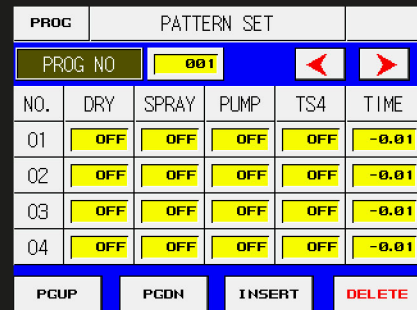 PROG PATTERN SET
PROG NO 001
NO. DRY SPRAY PUMP TS4 TIME
01 OFF OFF OFF OFF -0.01
02 OFF OFF OFF OFF -0.01
03 OFF OFF OFF OFF -0.01
04 OFF OFF OFF OFF -0.01
PGUP PGDN INSERT DELETE